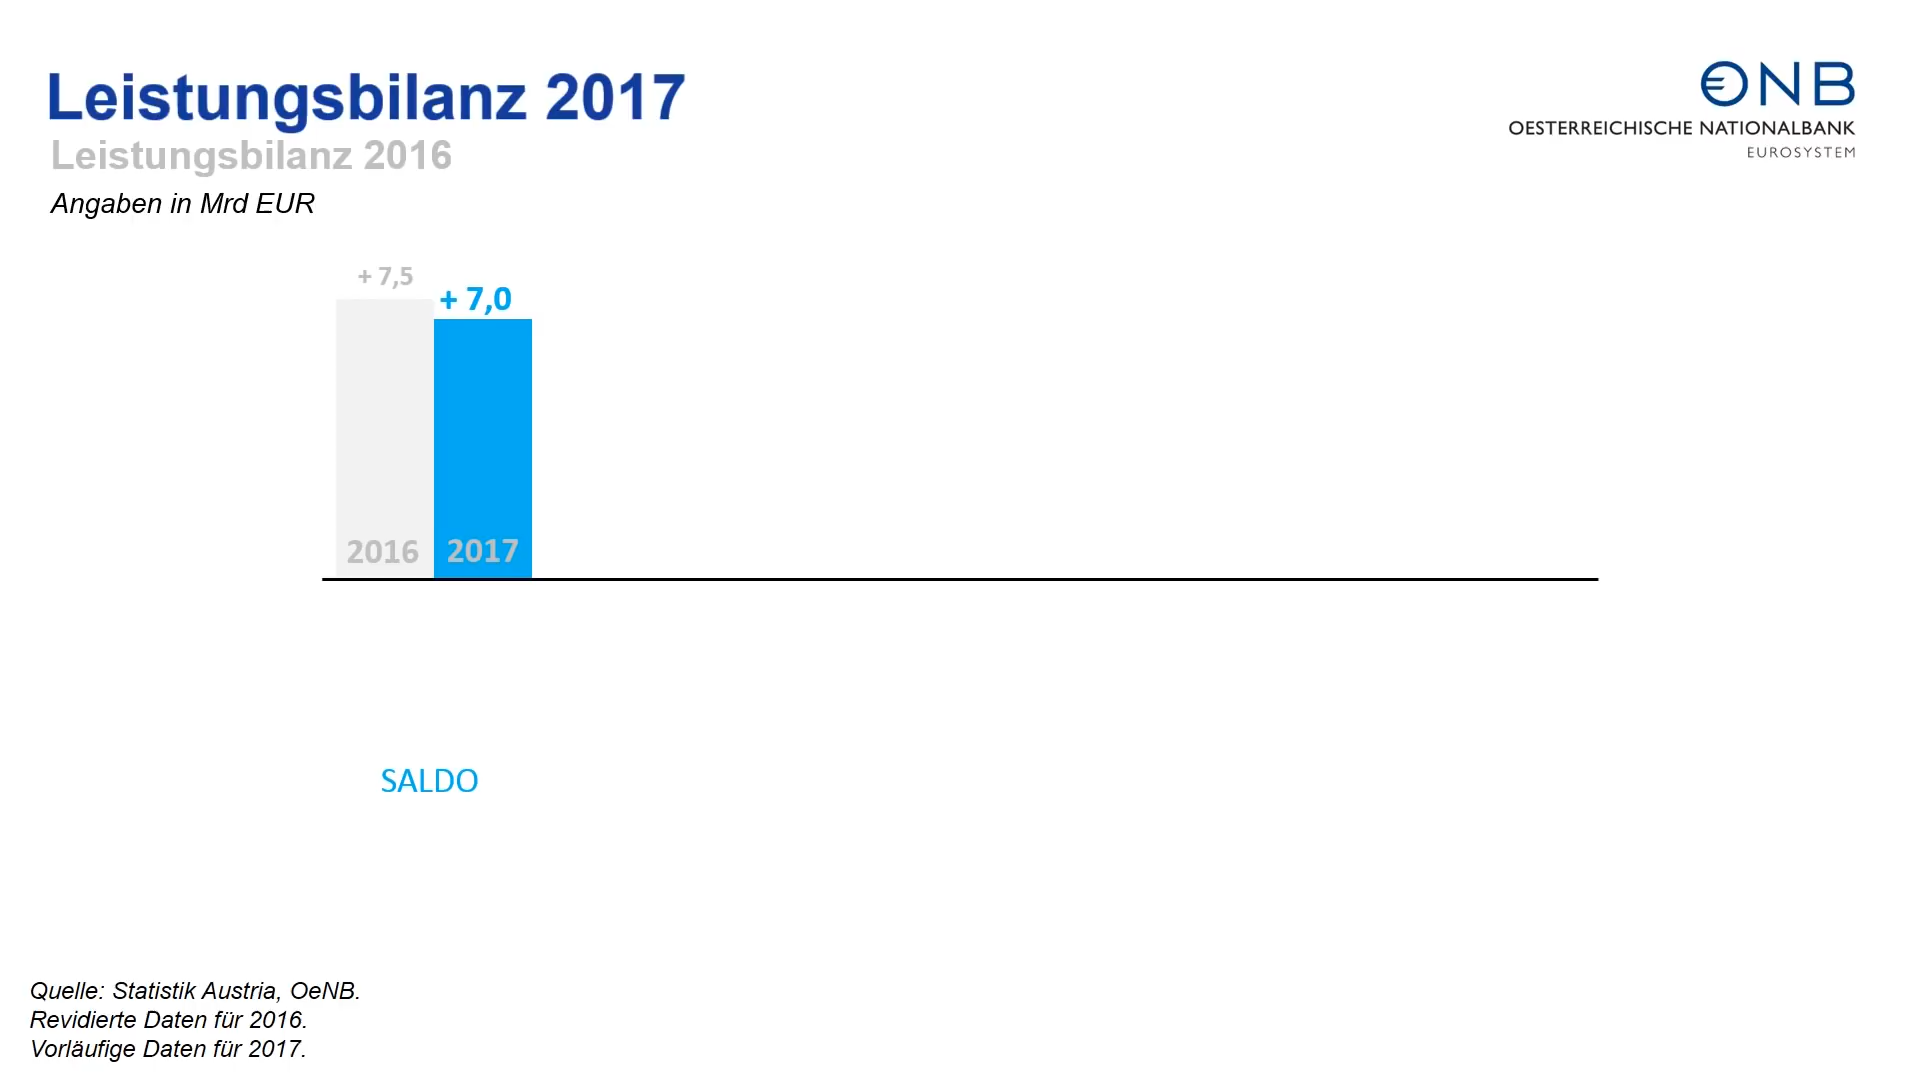 Leistungsbilanz 2017
Leistungsbilanz 2016
Angaben in Mrd EUR
ONB
OESTERREICHISCHE NATIONALBANK
EUROSYSTEM
+ 7,5
+ 7,0
2016
2017
SALDO
Quelle: Statistik Austria, OeNB.
Revidierte Daten für 2016.
Vorläufige Daten für 2017.